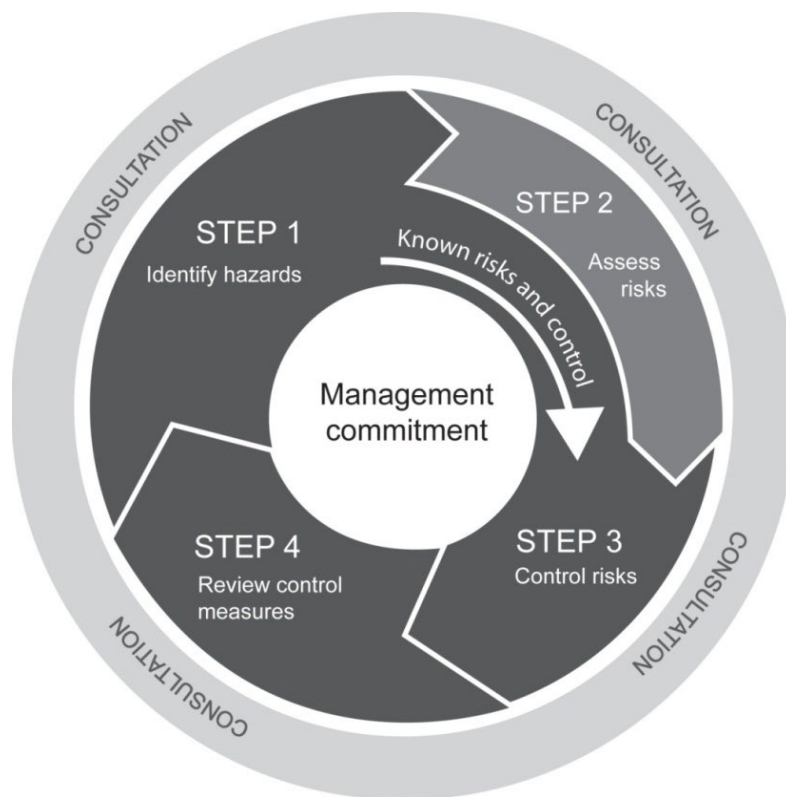 CONSULTATION
CONSULTATION
STEP 1
Identify hazards
STEP 2
Assess
risks
Known risks and control
Management
commitment
STEP 3
Control risks
STEP 4
Review control
measures
CONSULTATION
CONSULTATION